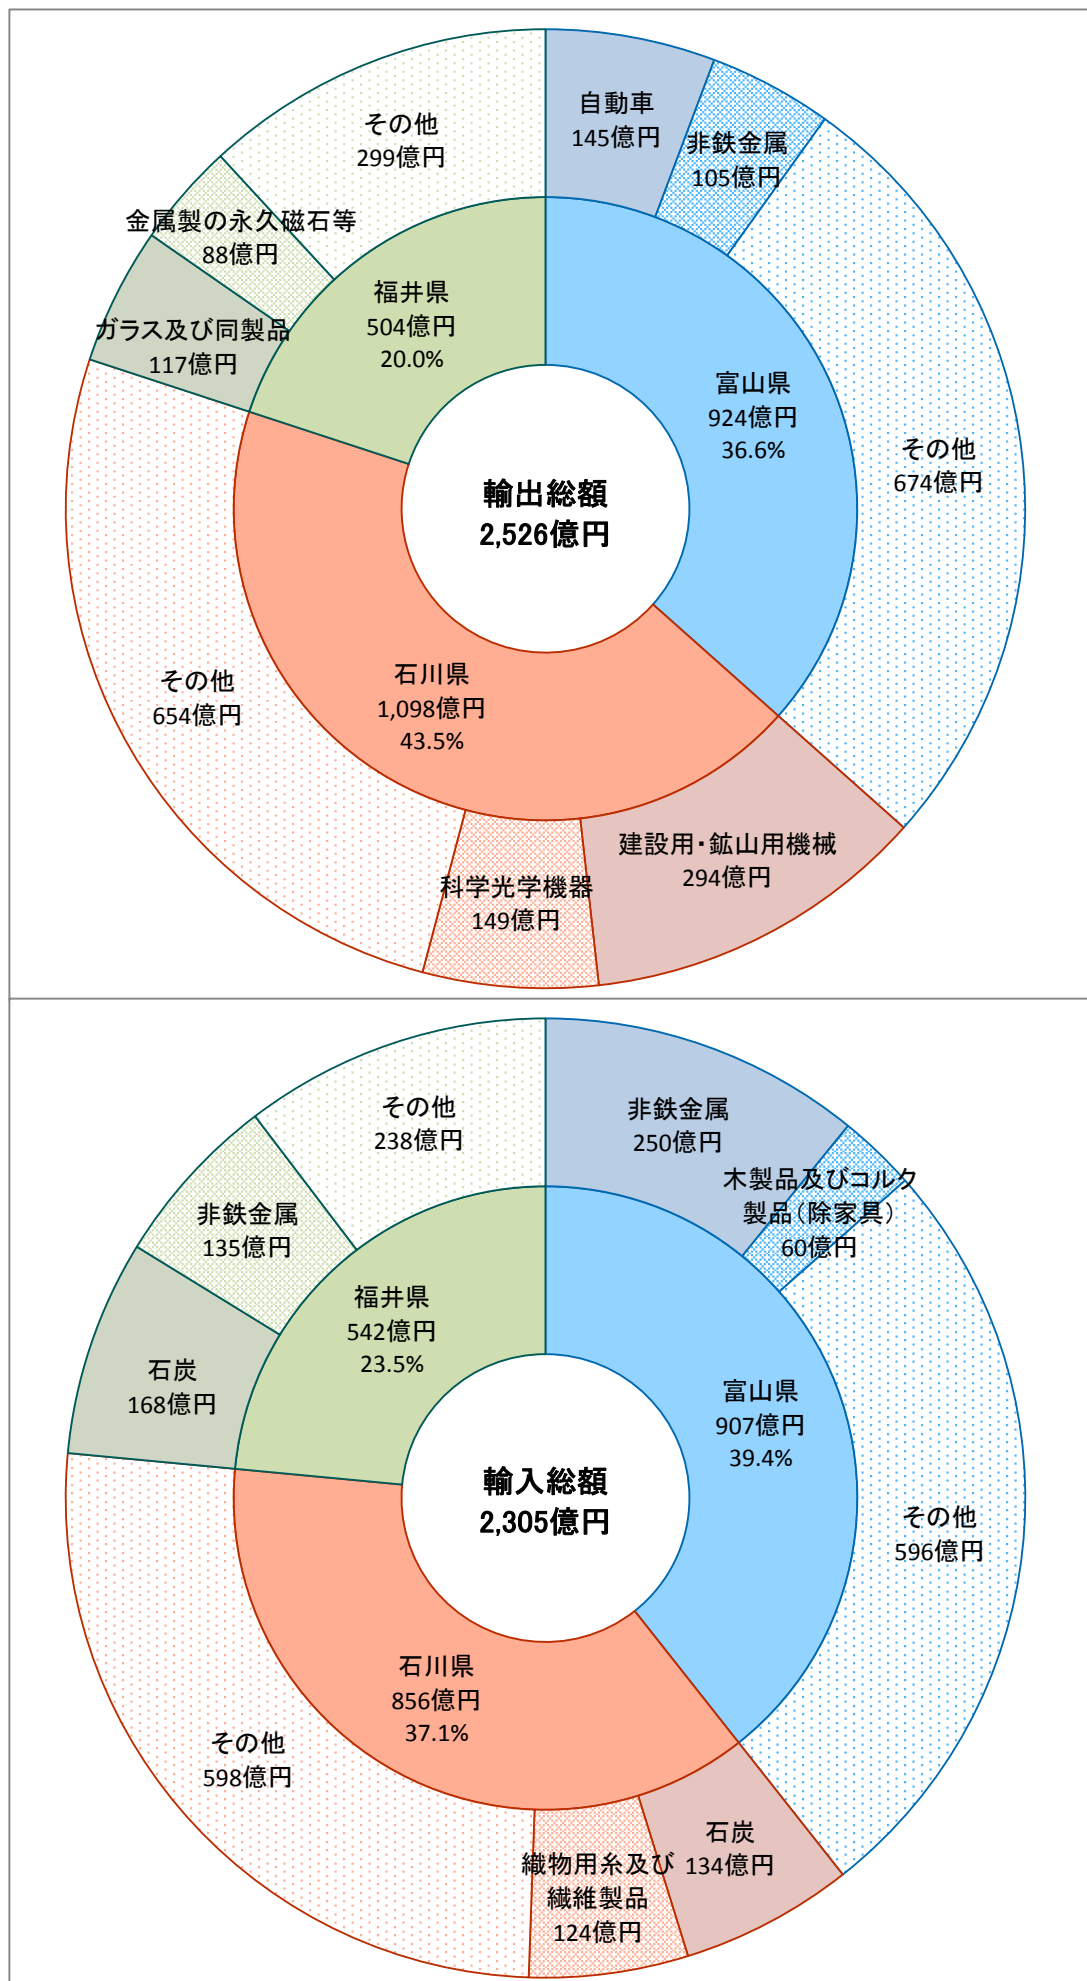 自動車
145億円
非鉄金属
105億円
その他
674億円
富山県
924億円
36.6%
建設用・鉱山用機械
294億円
科学光学機器
149億円
その他
654億円
石川県
1,098億円
43.5%
ガラス及び同製品
117億円
金属製の永久磁石等
88億円
その他
299億円
福井県
504億円
20.0%
輸出総額
2,526億円
非鉄金属
250億円
木製品及びコルク
製品（除家具）
60億円
その他
596億円
富山県
907億円
39.4%
石炭
134億円
織物用糸及び
繊維製品
124億円
その他
598億円
石川県
856億円
37.1%
石炭
168億円
非鉄金属
135億円
その他
238億円
福井県
542億円
23.5%
輸入総額
2,305億円